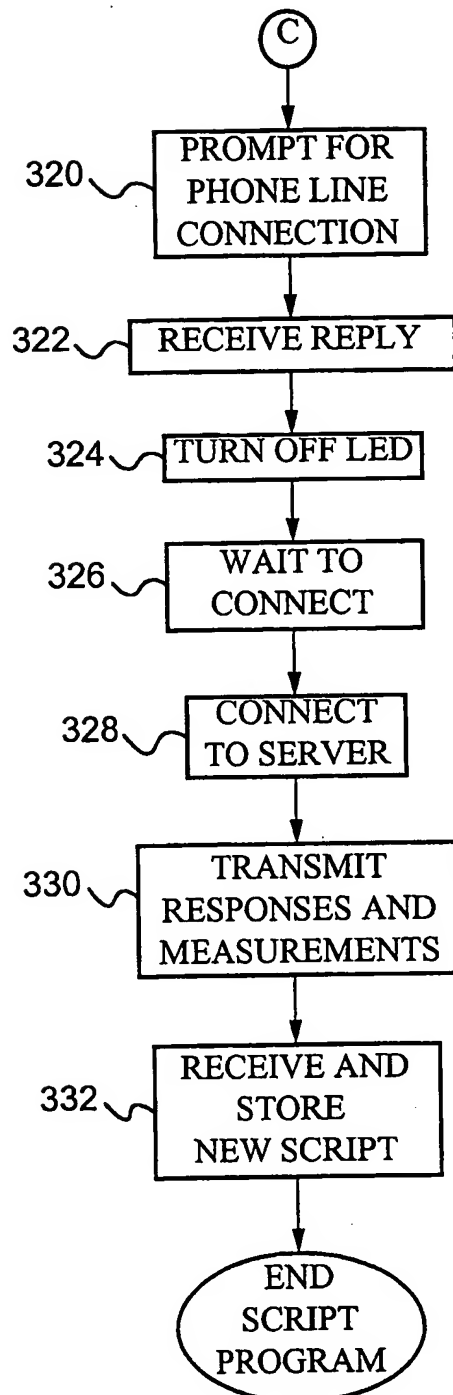 C
320
PROMPT FOR
PHONE LINE
CONNECTION
322
RECEIVE REPLY
324
TURN OFF LED
326
WAIT TO
CONNECT
328
CONNECT
TO SERVER
330
TRANSMIT
RESPONSES AND
MEASUREMENTS
332
RECEIVE AND
STORE
NEW SCRIPT
END
SCRIPT
PROGRAM